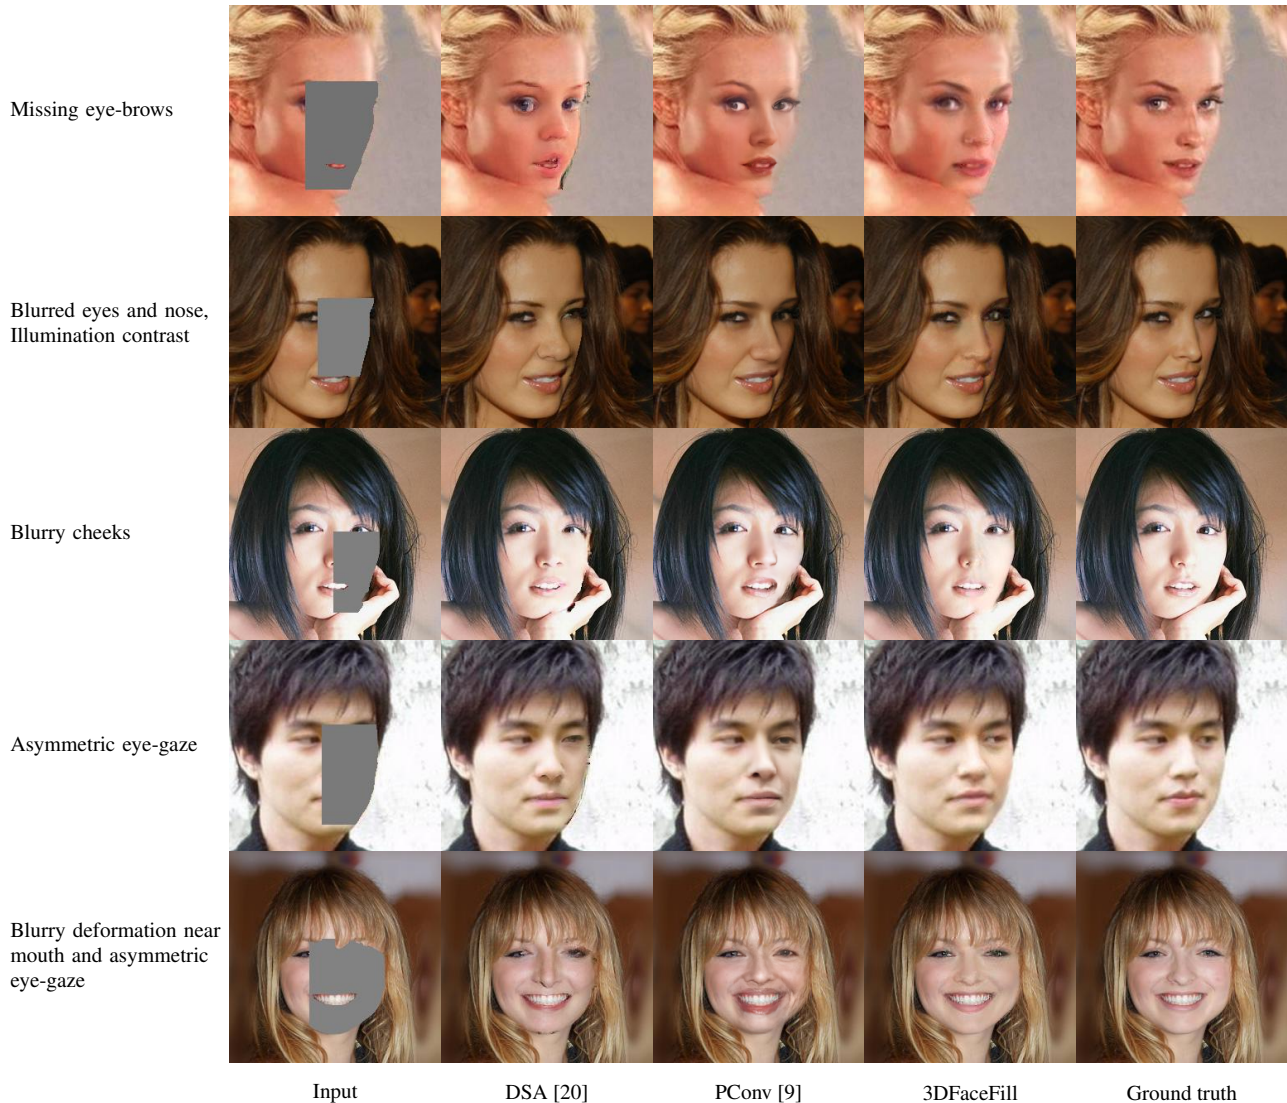 Missing eye-brows
Blurred eyes and nose,
Illumination contrast
Blurry cheeks
Asymmetric eye-gaze
Blurry deformation near
mouth and asymmetric
eye-gaze
Input
DSA [20]
PConv [9]
3DFaceFill
Ground truth